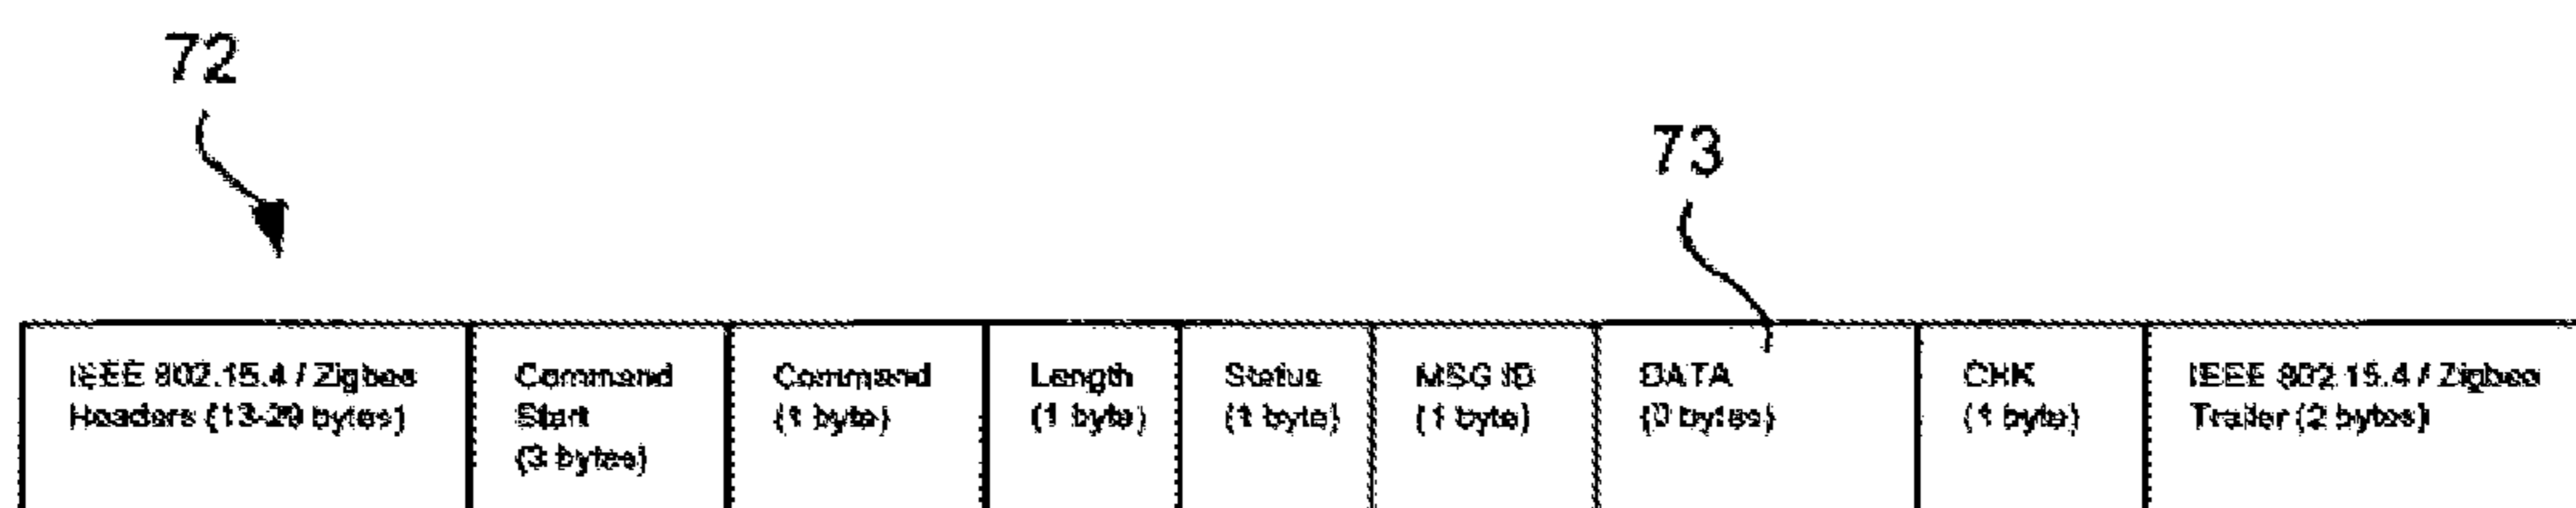 72
73
IEEE 802.15.4 / Zigbee
Headers (13-29 bytes)
Command
Start
(3 bytes)
Command
(1 byte)
Length
(1 byte)
Status
(1 byte)
MSG ID
(1 byte)
DATA
(0 bytes)
CHK
(1 byte)
IEEE 802.15.4 / Zigbee
Trailer (2 bytes)